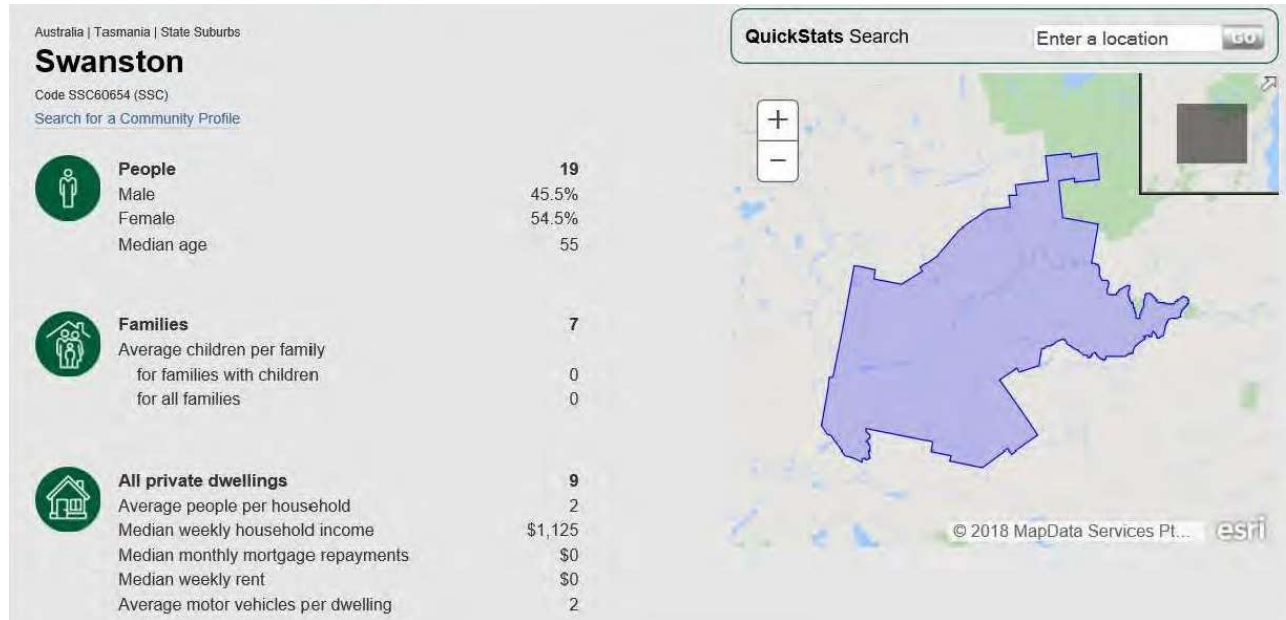 Australia | Tasmania | State Suburbs
Swanston
Code SSC60654 (SSC)
Search for a Community Profile
People 19
Male 45.5%
Female 54.5%
Median age 55
Families 7
Average children per family
for families with children 0
for all families 0
All private dwellings 9
Average people per household 2
Median weekly household income $1,125
Median monthly mortgage repayments $0
Median weekly rent $0
Average motor vehicles per dwelling 2
QuickStats Search Enter a location GO
+
−
© 2018 MapData Services Pt... esri